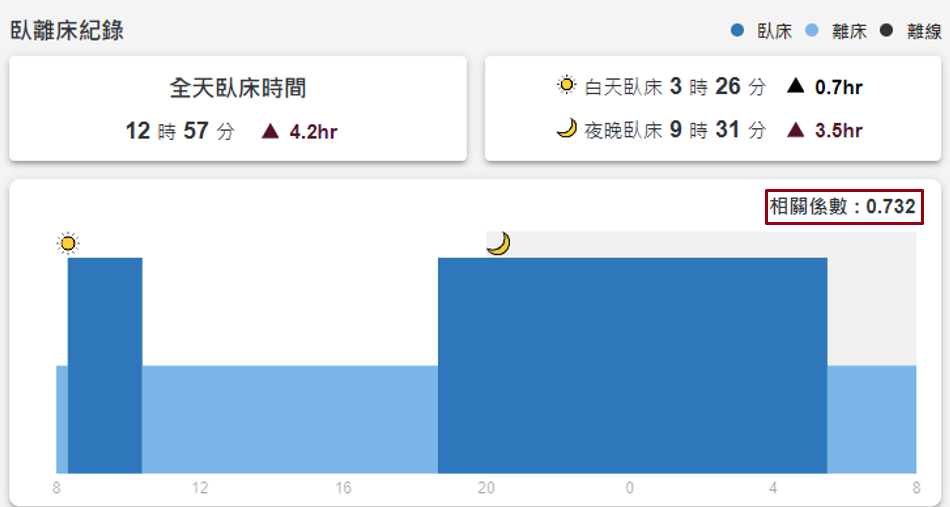 臥離床紀錄
臥床 離床 離線
全天臥床時間
12 時 57 分 ▲ 4.2hr
白天臥床 3 時 26 分 ▲ 0.7hr
夜晚臥床 9 時 31 分 ▲ 3.5hr
相關係數：0.732
8 12 16 20 0 4 8